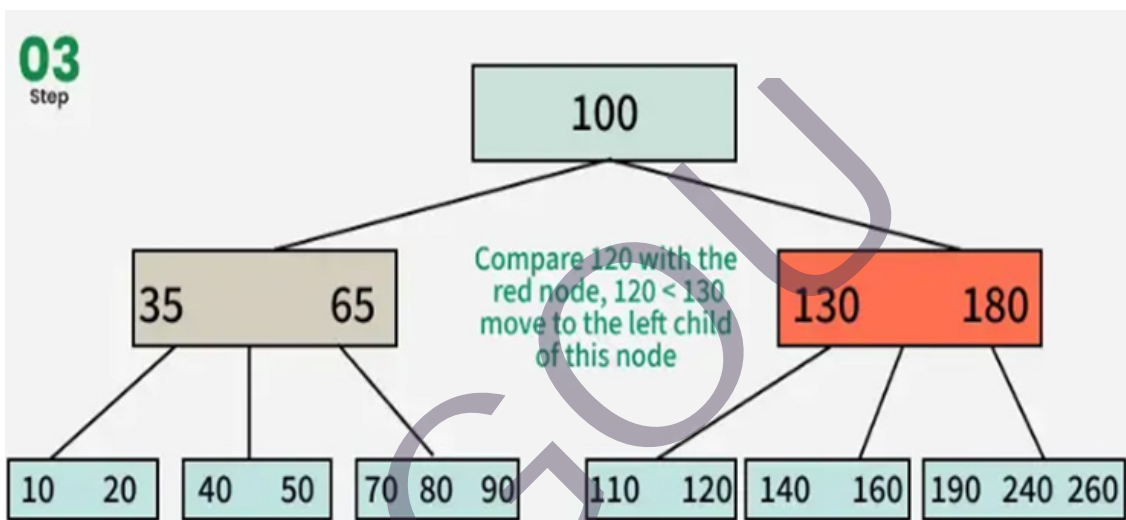 03
Step
100
Compare 120 with the
red node, 120 < 130
move to the left child
of this node
35 65
130 180
10 20
40 50
70 80 90
110 120
140 160
190 240 260
GOU